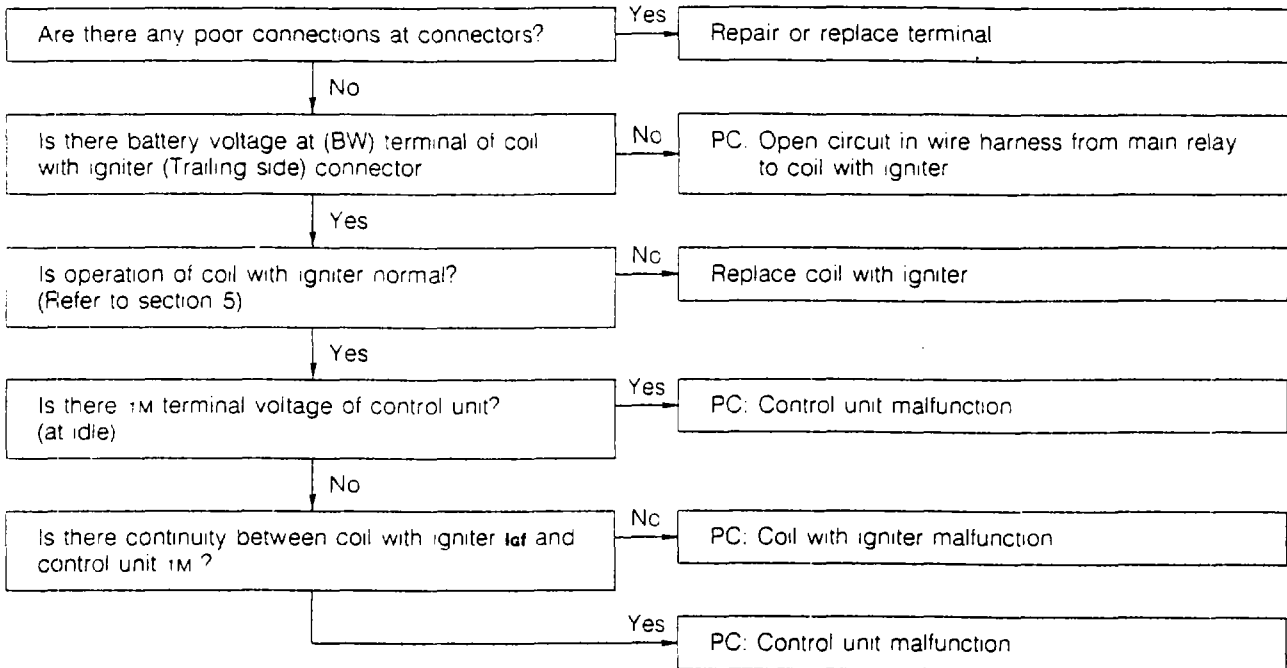 Are there any poor connections at connectors?
Yes
Repair or replace terminal
No
Is there battery voltage at (BW) terminal of coil
with igniter (Trailing side) connector
No
PC. Open circuit in wire harness from main relay
to coil with igniter
Yes
Is operation of coil with igniter normal?
(Refer to section 5)
No
Replace coil with igniter
Yes
Is there 1M terminal voltage of control unit?
(at idle)
Yes
PC: Control unit malfunction
No
Is there continuity between coil with igniter Igf and
control unit 1M ?
No
PC: Coil with igniter malfunction
Yes
PC: Control unit malfunction